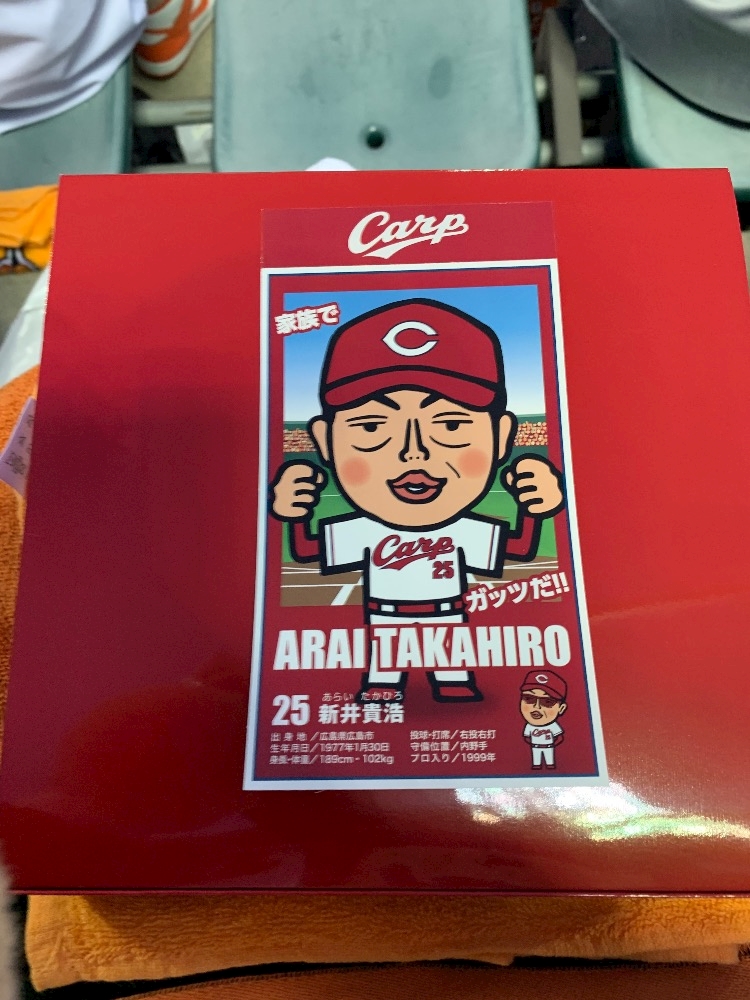 Carp
家族で
C
Carp
25
ガッツだ!!
ARAI TAKAHIRO
あらい たかひろ
25 新井貴浩
出身地/広島県広島市
生年月日/1977年1月30日
身長・体重/189cm・102kg
投球・打席/右投右打
守備位置/内野手
プロ入り/1999年
Carp